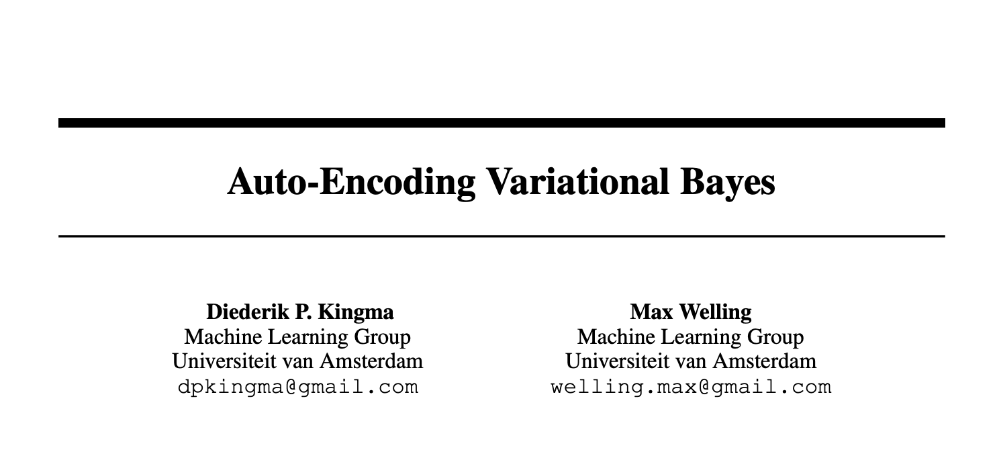 Auto-Encoding Variational Bayes
Diederik P. Kingma
Machine Learning Group
Universiteit van Amsterdam
dpkingma@gmail.com
Max Welling
Machine Learning Group
Universiteit van Amsterdam
welling.max@gmail.com